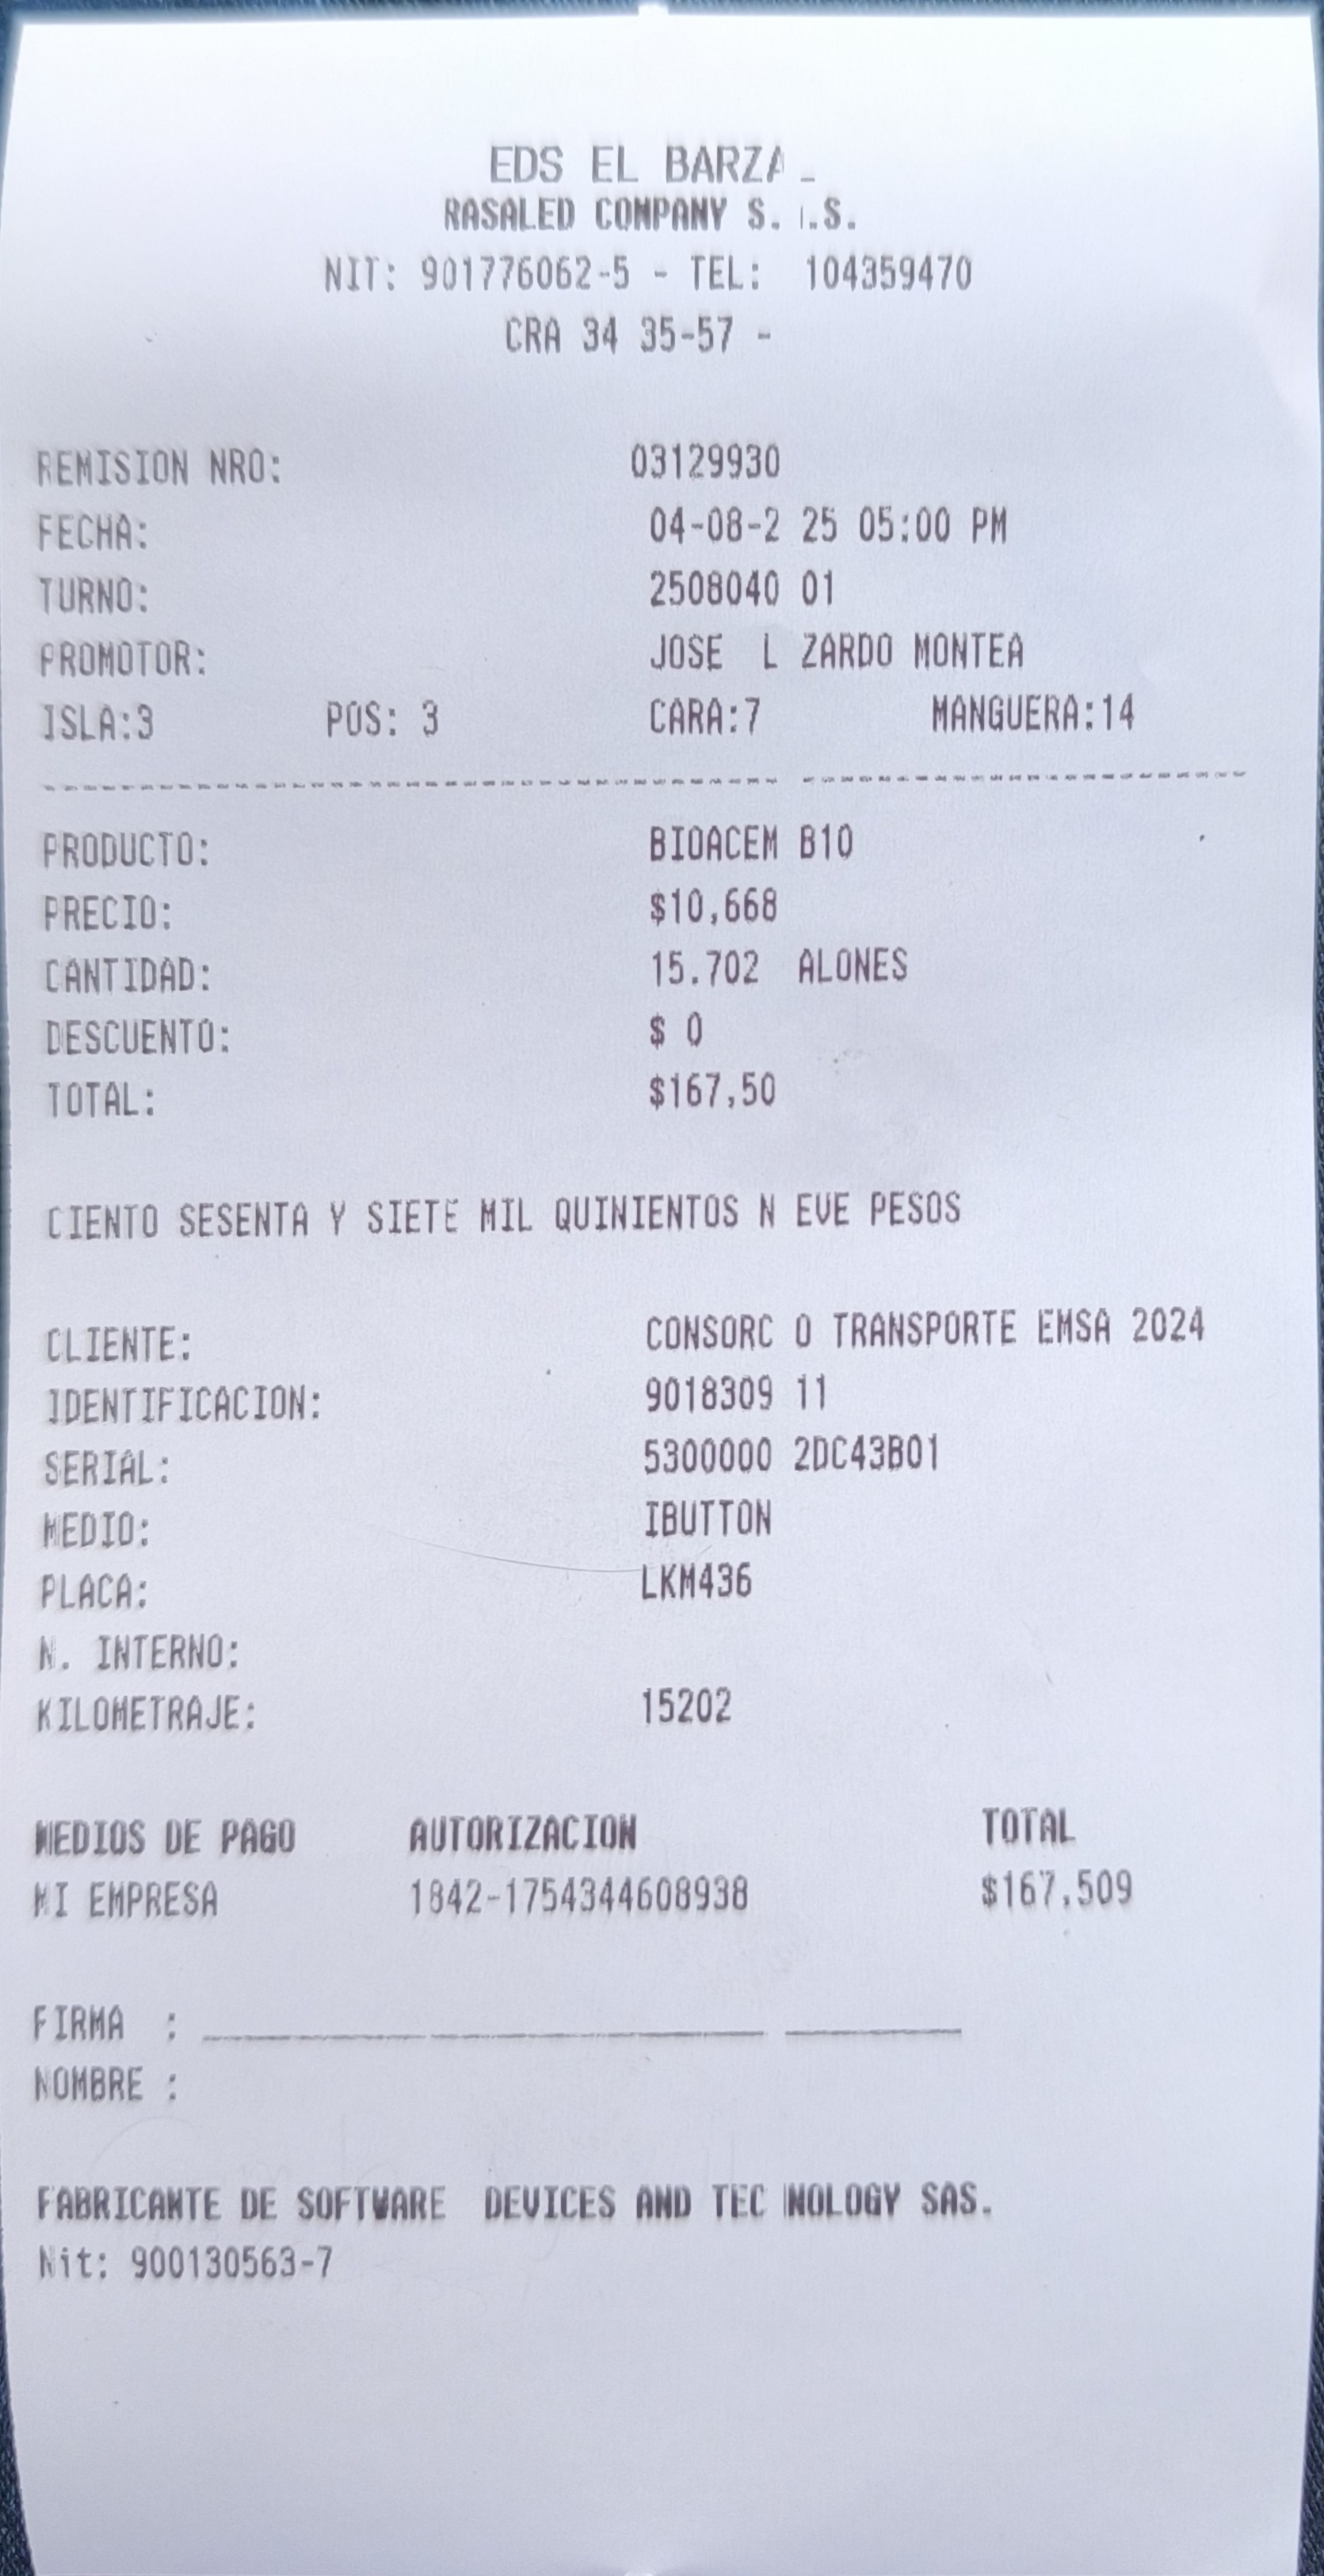 EDS EL BARZA
RASALED COMPANY S. .S.
NIT: 901776062-5 - TEL: 104359470
CRA 34 35-57 -
REMISION NRO: 03129930
FECHA: 04-08-2 25 05:00 PM
TURNO: 2508040 01
PROMOTOR: JOSE L ZARDO MONTEA
ISLA:3 POS: 3 CARA:7 MANGUERA:14
PRODUCTO: BIOACEM B10
PRECIO: $10,668
CANTIDAD: 15.702 ALONES
DESCUENTO: $ 0
TOTAL: $167,50
CIENTO SESENTA Y SIETE MIL QUINIENTOS N EVE PESOS
CLIENTE: CONSORC O TRANSPORTE EMSA 2024
IDENTIFICACION: 9018309 11
SERIAL: 5300000 2DC43B01
MEDIO: IBUTTON
PLACA: LKM436
N. INTERNO:
KILOMETRAJE: 15202
MEDIOS DE PAGO AUTORIZACION TOTAL
MI EMPRESA 1842-1754344608938 $167,509
FIRMA :
NOMBRE :
FABRICANTE DE SOFTWARE DEVICES AND TEC NOLOGY SAS.
Nit: 900130563-7